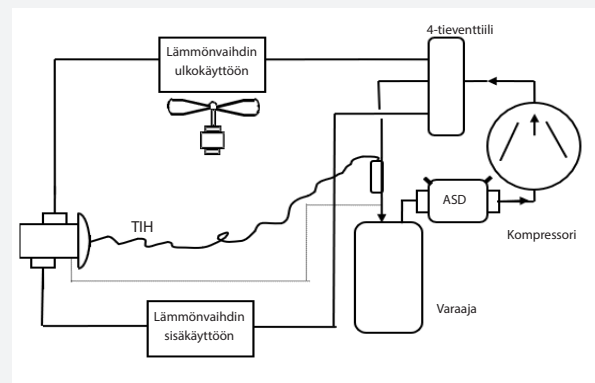 4-tieventtiili
Lämmönvaihdin
ulkokäyttöön
ASD
TIH
Kompressori
Varaaja
Lämmönvaihdin
sisäkäyttöön